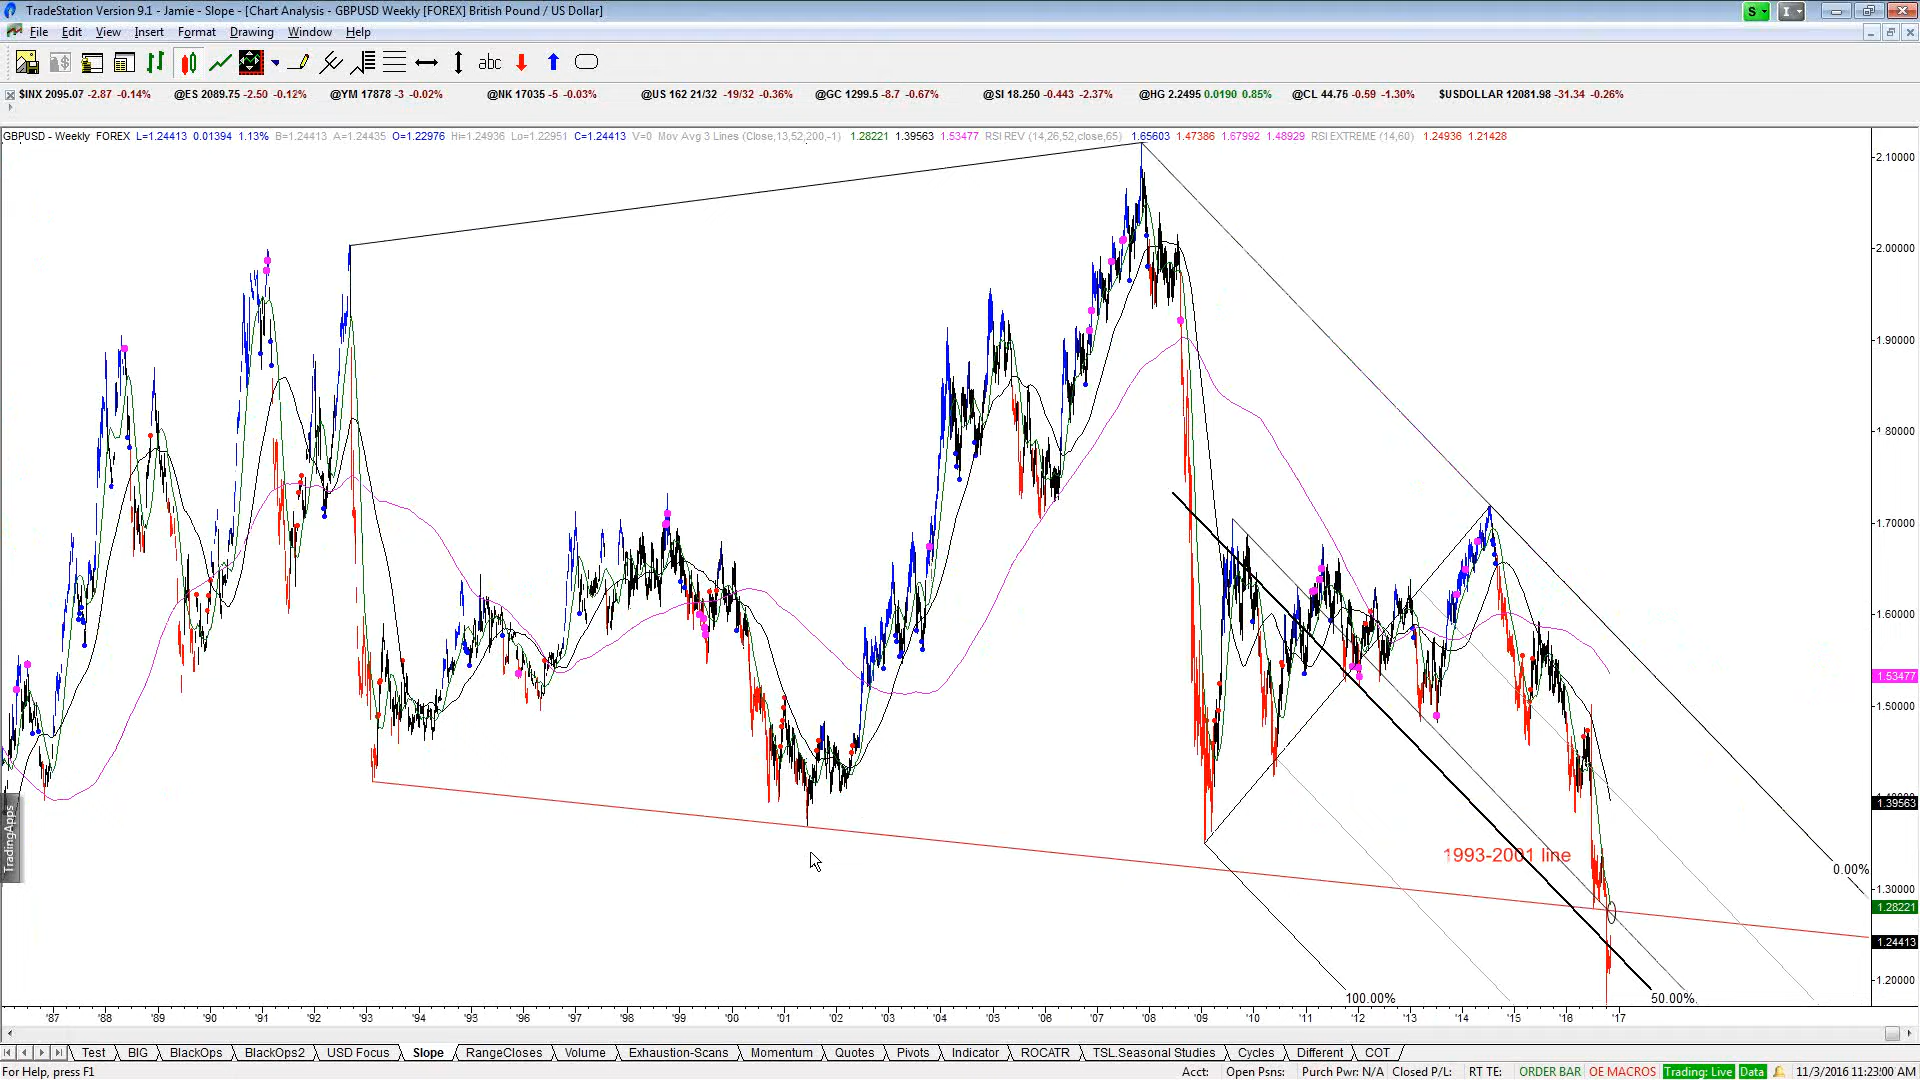 TradeStation Version 9.1 - Jamie - Slope - [Chart Analysis - GBPUSD Weekly [FOREX] British Pound / US Dollar]
S
I
File Edit View Insert Format Drawing Window Help
abc
$INX 2095.07 -2.87 -0.14% @ES 2089.75 -2.50 -0.12% @YM 17878 -3 -0.02% @NK 17035 -5 -0.03% @US 162 21/32 -19/32 -0.36% @GC 1299.5 -8.7 -0.67% @SI 18.250 -0.443 -2.37% @HG 2.2495 0.0190 0.85% @CL 44.75 -0.59 -1.30% $USDOLLAR 12081.98 -31.34 -0.26%
GBPUSD - Weekly FOREX L=1.24413 0.01394 1.13% B=1.24413 A=1.24435 O=1.22976 Hi=1.24936 Lo=1.22951 C=1.24413 V=0 Mov Avg 3 Lines (Close,13,52,200,-1) 1.28221 1.39563 1.53477 RSI REV (14,26,52,close,65) 1.65603 1.47386 1.67992 1.48929 RSI EXTREME (14,60) 1.24936 1.21428
2.10000
2.00000
1.90000
1.80000
1.70000
1.60000
1.53477
1.50000
1.39563
TradingApps
1993-2001 line
0.00%
1.30000
1.28221
1.24413
1.20000
100.00%
50.00%
'87 '88 '89 '90 '91 '92 '93 '94 '95 '96 '97 '98 '99 '00 '01 '02 '03 '04 '05 '06 '07 '08 '09 '10 '11 '12 '13 '14 '15 '16 '17
Test BIG BlackOps BlackOps2 USD Focus Slope RangeCloses Volume Exhaustion-Scans Momentum Quotes Pivots Indicator ROCATR TSL.Seasonal Studies Cycles Different COT
For Help, press F1 Acct: Open Psns: Purch Pwr: N/A Closed P/L: RT TE: ORDER BAR OE MACROS Trading: Live Data 11/3/2016 11:23:00 AM